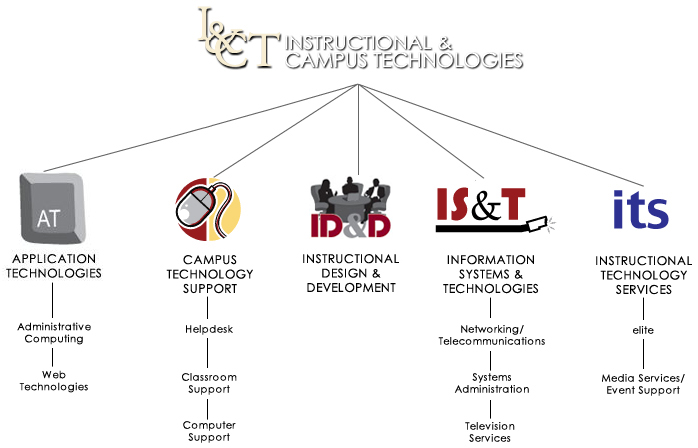 I&CT INSTRUCTIONAL &
CAMPUS TECHNOLOGIES
AT
APPLICATION
TECHNOLOGIES
Administrative
Computing
Web
Technologies
CAMPUS
TECHNOLOGY
SUPPORT
Helpdesk
Classroom
Support
Computer
Support
ID&D
INSTRUCTIONAL
DESIGN &
DEVELOPMENT
IS&T
INFORMATION
SYSTEMS &
TECHNOLOGIES
Networking/
Telecommunications
Systems
Administration
Television
Services
its
INSTRUCTIONAL
TECHNOLOGY
SERVICES
elite
Media Services/
Event Support